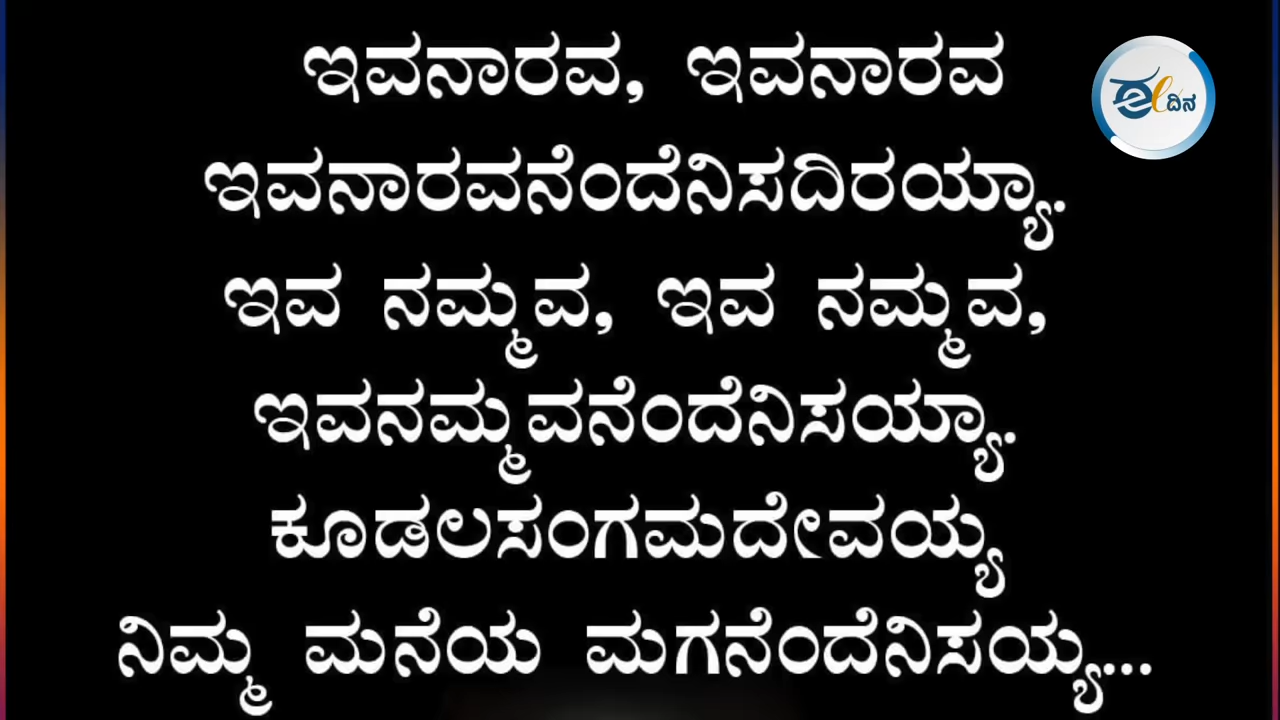 ಇವನಾರವ, ಇವನಾರವ
ಇವನಾರವನೆಂದೆನಿಸದಿರಯ್ಯಾ.
ಇವ ನಮ್ಮವ, ಇವ ನಮ್ಮವ,
ಇವನಮ್ಮವನೆಂದೆನಿಸಯ್ಯಾ.
ಕೂಡಲಸಂಗಮದೇವಯ್ಯ
ನಿಮ್ಮ ಮನೆಯ ಮಗನೆಂದೆನಿಸಯ್ಯ...
ದಿನ